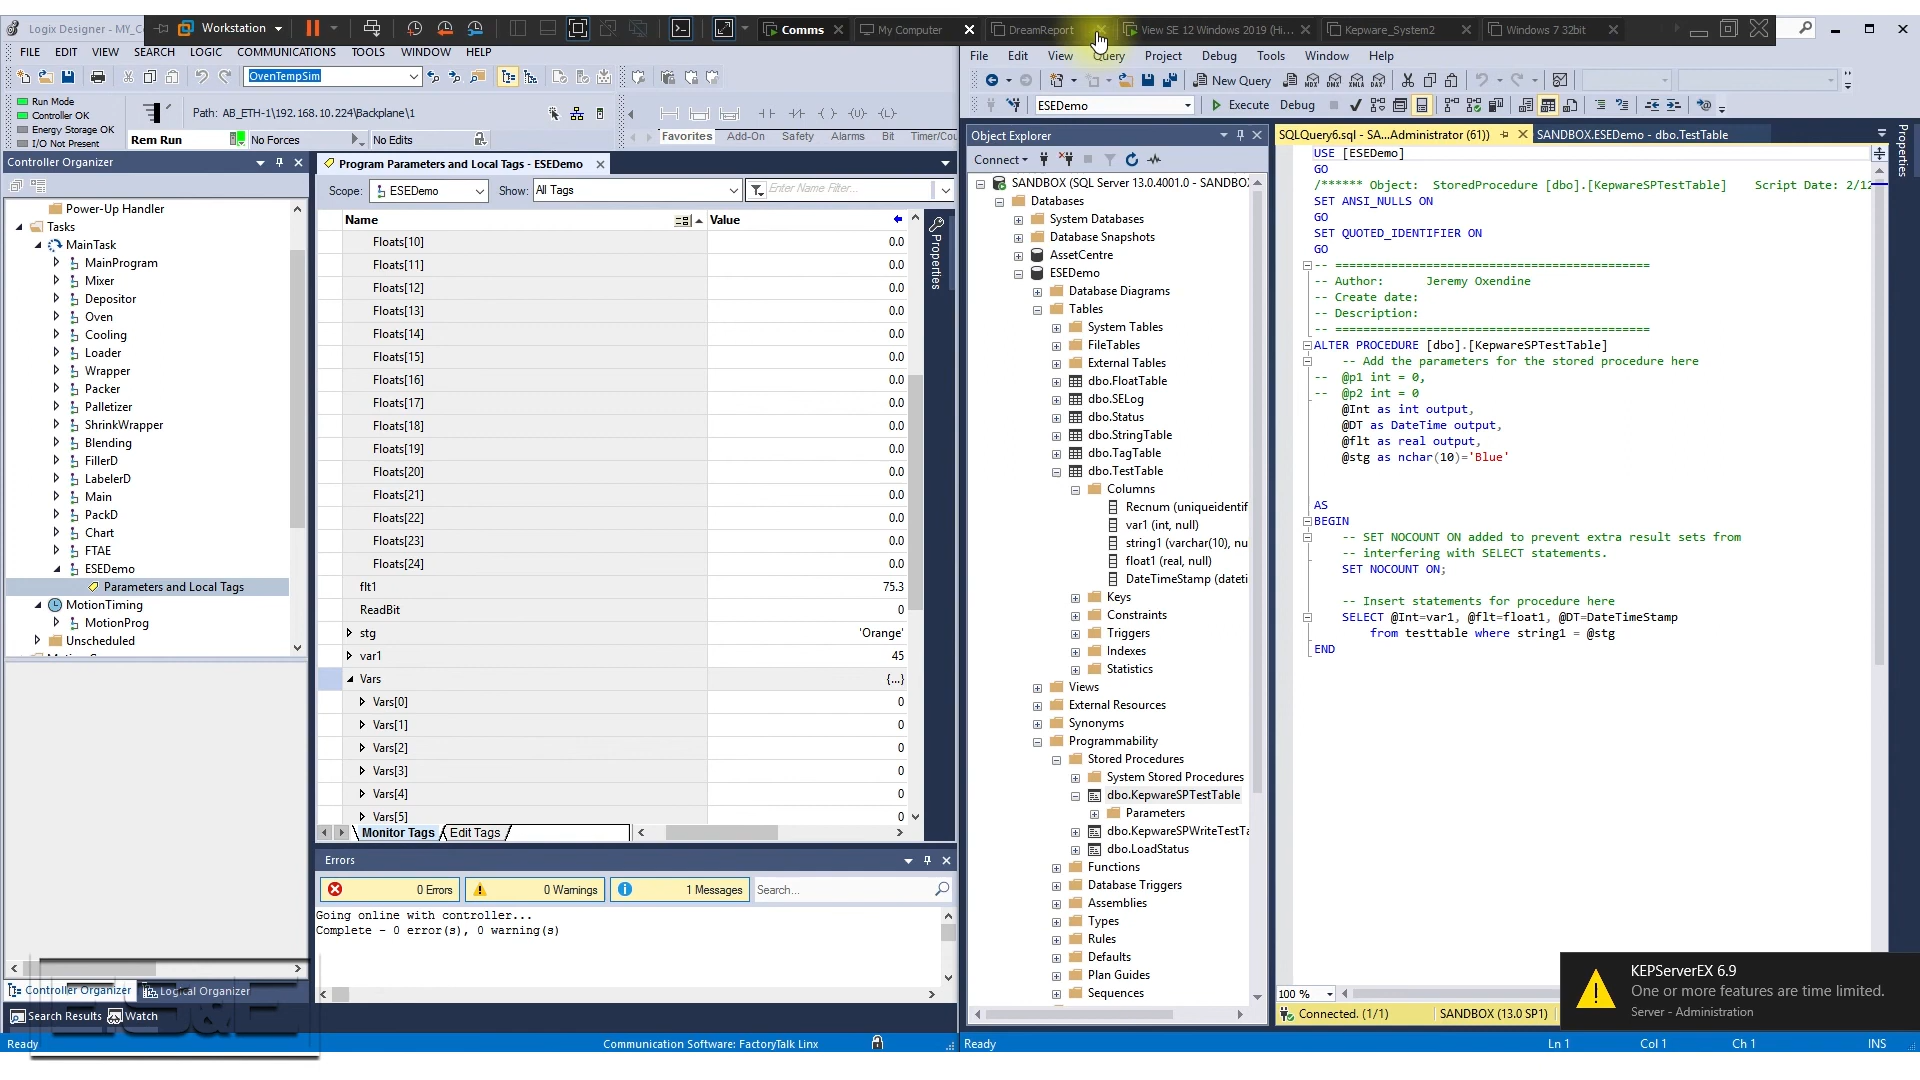 Logix Designer - MY_C
Workstation
Comms
My Computer
DreamReport
View SE 12 Windows 2019 (Hi...
Kepware_System2
Windows 7 32bit
FILE EDIT VIEW SEARCH LOGIC COMMUNICATIONS TOOLS WINDOW HELP
OvenTempSim
Run Mode
Controller OK
Energy Storage OK
I/O Not Present
Path: AB_ETH-1\192.168.10.224\Backplane\1
Rem Run
No Forces
No Edits
Favorites Add-On Safety Alarms Bit Timer/Cou
Controller Organizer
Power-Up Handler
Tasks
MainTask
MainProgram
Mixer
Depositor
Oven
Cooling
Loader
Wrapper
Packer
Palletizer
ShrinkWrapper
Blending
FillerD
LabelerD
Main
PackD
Chart
FTAE
ESEDemo
Parameters and Local Tags
MotionTiming
MotionProg
Unscheduled
Controller Organizer
Logical Organizer
Search Results
Watch
ES&E
Ready
Program Parameters and Local Tags - ESEDemo
Scope: ESEDemo
Show: All Tags
Enter Name Filter...
Name Value
Floats[10] 0.0
Floats[11] 0.0
Floats[12] 0.0
Floats[13] 0.0
Floats[14] 0.0
Floats[15] 0.0
Floats[16] 0.0
Floats[17] 0.0
Floats[18] 0.0
Floats[19] 0.0
Floats[20] 0.0
Floats[21] 0.0
Floats[22] 0.0
Floats[23] 0.0
Floats[24] 0.0
flt1 75.3
ReadBit 0
stg 'Orange'
var1 45
Vars {...}
Vars[0] 0
Vars[1] 0
Vars[2] 0
Vars[3] 0
Vars[4] 0
Vars[5] 0
Monitor Tags
Edit Tags
Properties
Errors
0 Errors
0 Warnings
1 Messages
Search...
Going online with controller...
Complete - 0 error(s), 0 warning(s)
Communication Software: FactoryTalk Linx
File Edit View Query Project Debug Tools Window Help
New Query
MDX DMX XMLA DAX
ESEDemo
Execute
Debug
Object Explorer
Connect
SANDBOX (SQL Server 13.0.4001.0 - SANDBO
Databases
System Databases
Database Snapshots
AssetCentre
ESEDemo
Database Diagrams
Tables
System Tables
FileTables
External Tables
dbo.FloatTable
dbo.SELog
dbo.Status
dbo.StringTable
dbo.TagTable
dbo.TestTable
Columns
Recnum (uniqueidentif
var1 (int, null)
string1 (varchar(10), nu
float1 (real, null)
DateTimeStamp (dateti
Keys
Constraints
Triggers
Indexes
Statistics
Views
External Resources
Synonyms
Programmability
Stored Procedures
System Stored Procedures
dbo.KepwareSPTestTable
Parameters
dbo.KepwareSPWriteTestTa
dbo.LoadStatus
Functions
Database Triggers
Assemblies
Types
Rules
Defaults
Plan Guides
Sequences
SQLQuery6.sql - SA...Administrator (61))
SANDBOX.ESEDemo - dbo.TestTable
Properties
USE [ESEDemo]
GO
/****** Object:  StoredProcedure [dbo].[KepwareSPTestTable]    Script Date: 2/12
SET ANSI_NULLS ON
GO
SET QUOTED_IDENTIFIER ON
GO
-- =============================================
-- Author:      Jeremy Oxendine
-- Create date:
-- Description:
-- =============================================
ALTER PROCEDURE [dbo].[KepwareSPTestTable]
-- Add the parameters for the stored procedure here
--  @p1 int = 0,
--  @p2 int = 0
@Int as int output,
@DT as DateTime output,
@flt as real output,
@stg as nchar(10)='Blue'
AS
BEGIN
-- SET NOCOUNT ON added to prevent extra result sets from
-- interfering with SELECT statements.
SET NOCOUNT ON;
-- Insert statements for procedure here
SELECT @Int=var1, @flt=float1, @DT=DateTimeStamp
from testtable where string1 = @stg
END
100 %
Connected. (1/1)
SANDBOX (13.0 SP1)
KEPServerEX 6.9
One or more features are time limited.
Server - Administration
Ready
Ln 1
Col 1
Ch 1
INS